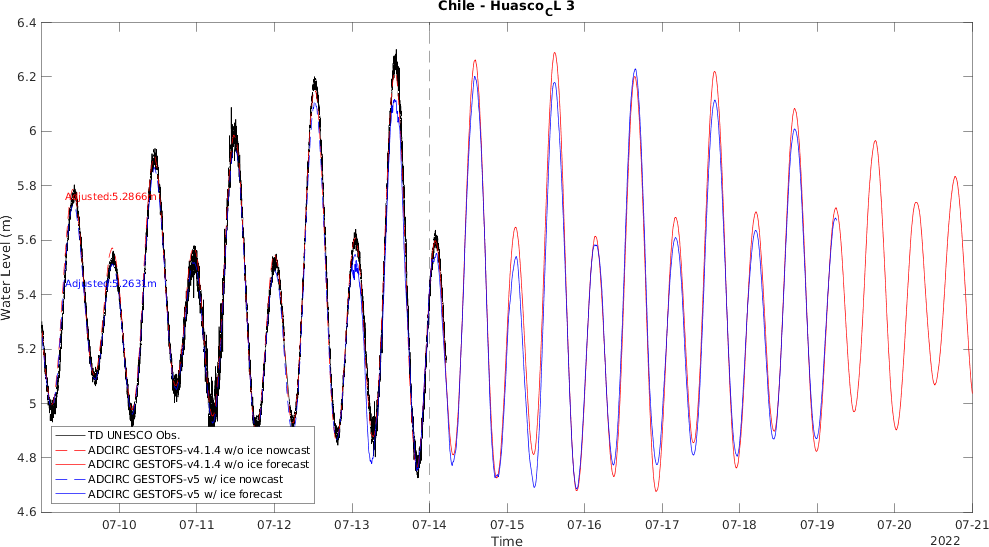 Chile - Huasco_CL 3
6.4
6.2
6
5.8
5.6
5.4
5.2
5
4.8
4.6
Water Level (m)
Adjusted:5.2866m
Adjusted:5.2631m
TD UNESCO Obs.
ADCIRC GESTOFS-v4.1.4 w/o ice nowcast
ADCIRC GESTOFS-v4.1.4 w/o ice forecast
ADCIRC GESTOFS-v5 w/ ice nowcast
ADCIRC GESTOFS-v5 w/ ice forecast
07-10 07-11 07-12 07-13 07-14 07-15 07-16 07-17 07-18 07-19 07-20 07-21
Time
2022